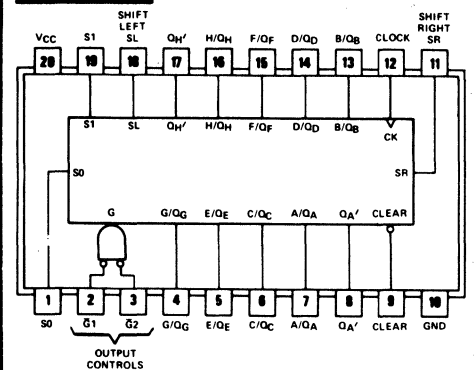 SHIFT SHIFT
LEFT RIGHT
VCC S1 SL QH' H/QH F/QF D/QD B/QB CLOCK SR
20 19 18 17 16 15 14 13 12 11
S1 SL QH' H/QH F/QF D/QD B/QB CK
S0 SR
G G/QG E/QE C/QC A/QA QA' CLEAR
1 2 3 4 5 6 7 8 9 10
S0 G̅1 G̅2 G/QG E/QE C/QC A/QA QA' CLEAR GND
OUTPUT
CONTROLS